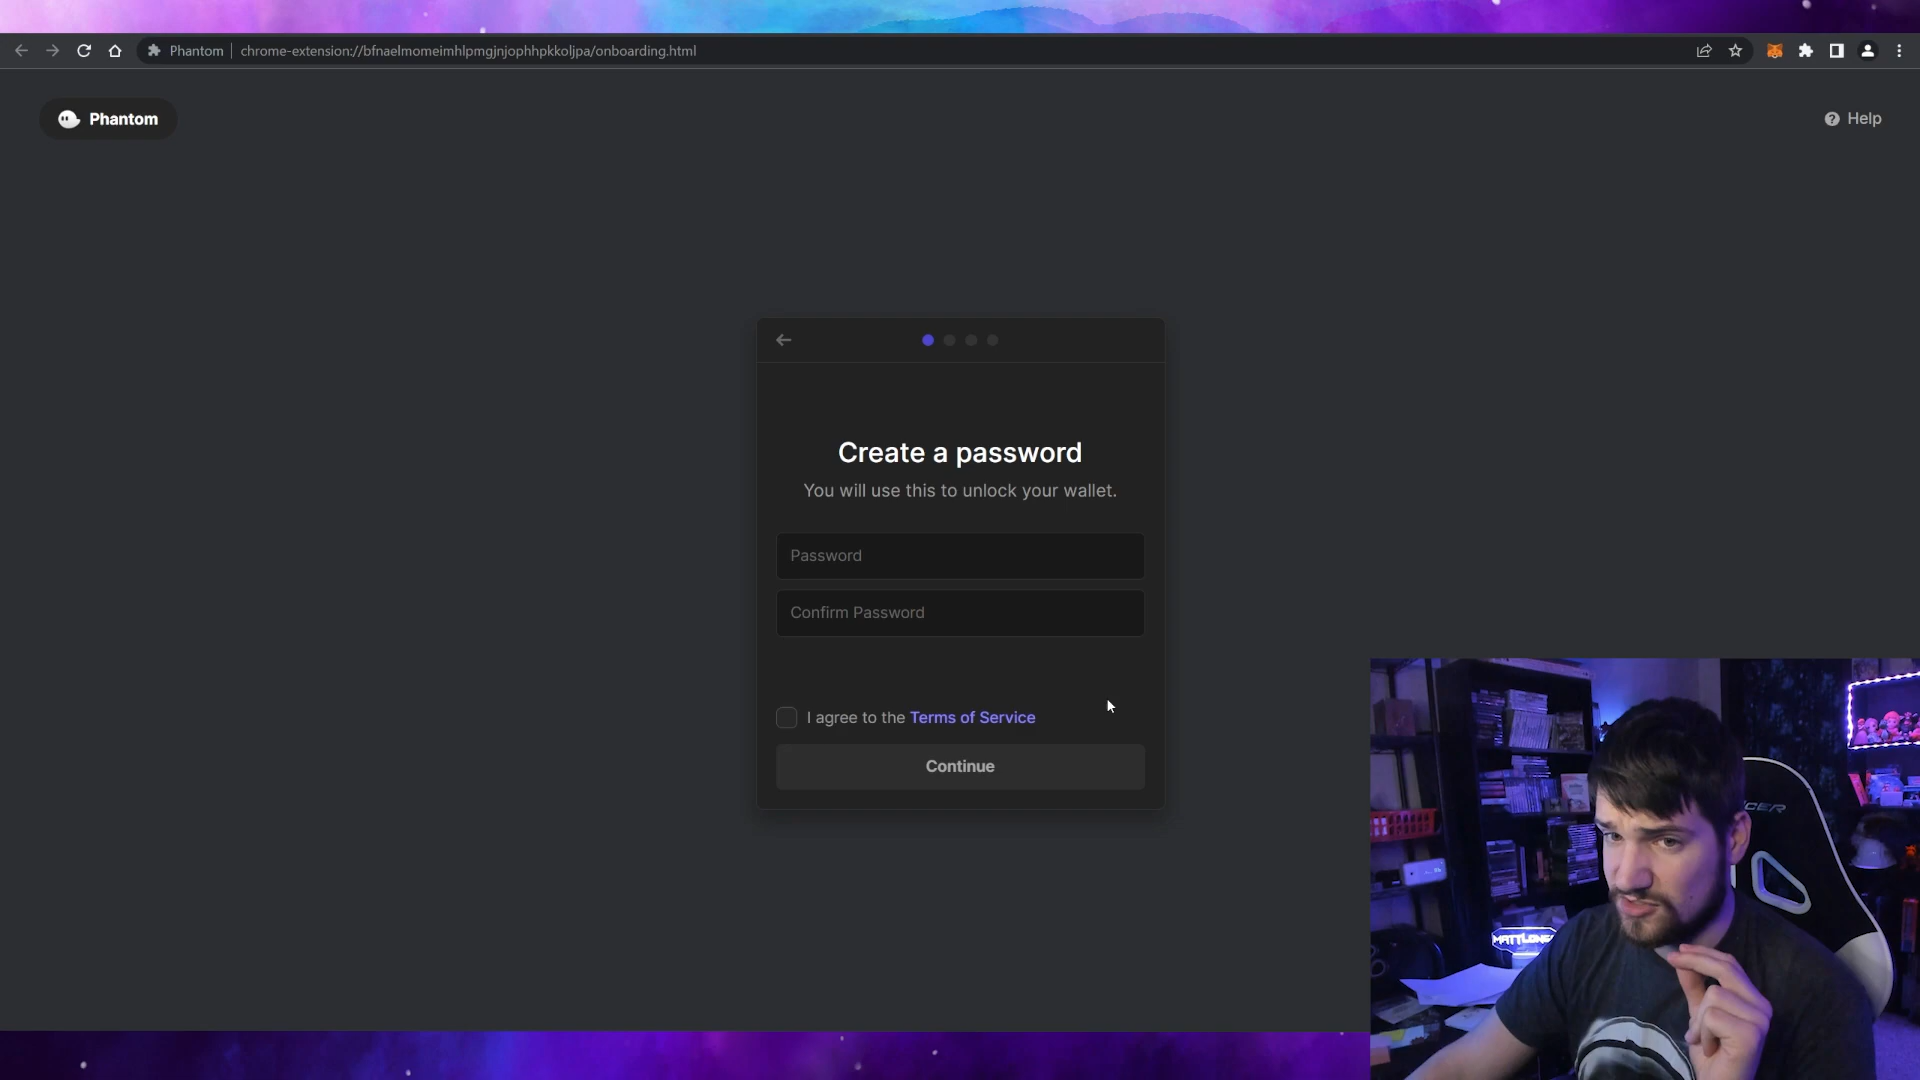 Phantom
chrome-extension://bfnaelmomeimhlpmgjnjophhpkkoljpa/onboarding.html
Phantom
Help
Create a password
You will use this to unlock your wallet.
Password
Confirm Password
I agree to the Terms of Service
Continue